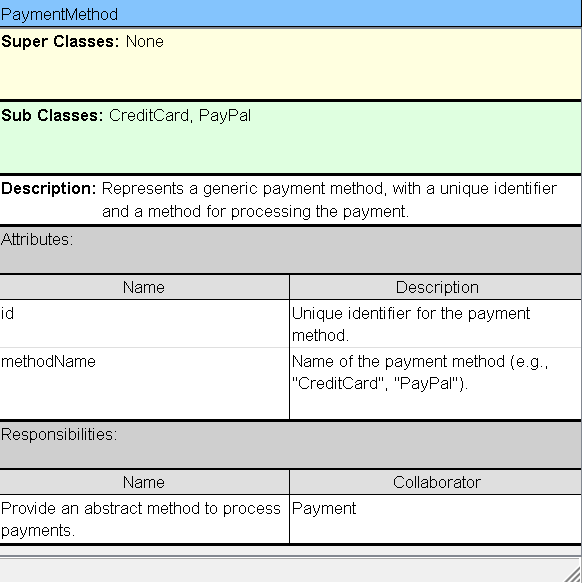 PaymentMethod
Super Classes: None
Sub Classes: CreditCard, PayPal
Description: Represents a generic payment method, with a unique identifier
and a method for processing the payment.
Attributes:
Name Description
id Unique identifier for the payment
method.
methodName Name of the payment method (e.g.,
"CreditCard", "PayPal").
Responsibilities:
Name Collaborator
Provide an abstract method to process Payment
payments.